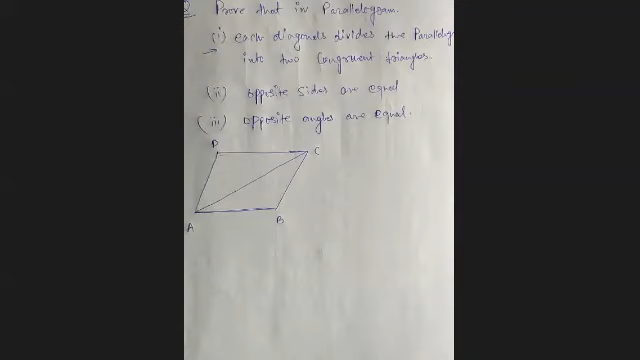 Q Prove that in Parallelogram.
(i) each diagonals divides the Parallelog
into two Congruent triangles.
(ii) opposite sides are equal
(iii) opposite angles are equal.
D
C
A
B